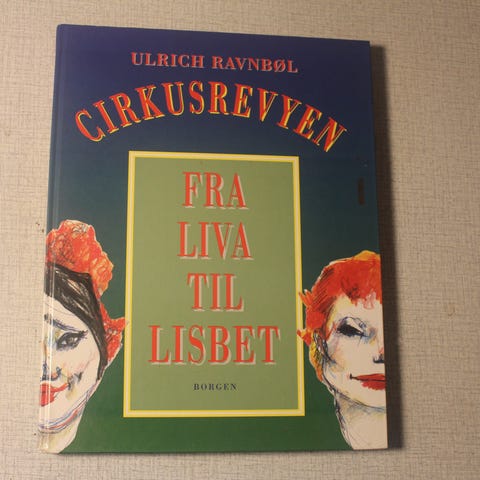 ULRICH RAVNBØL
CIRKUSREVYEN
FRA
LIVA
TIL
LISBET
BORGEN